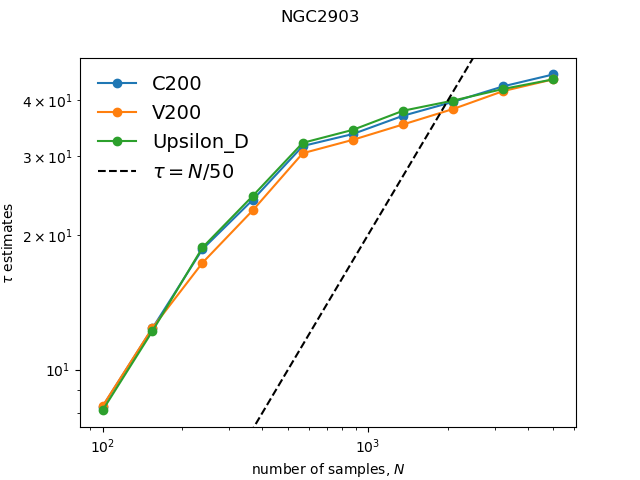 NGC2903
C200
V200
Upsilon_D
τ = N/50
4 × 10¹
3 × 10¹
2 × 10¹
10¹
τ estimates
10² 10³
number of samples, N